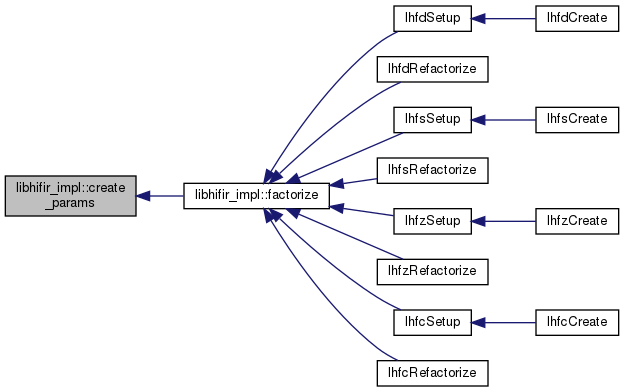 libhifir_impl::create
_params
libhifir_impl::factorize
lhfdSetup
lhfdCreate
lhfdRefactorize
lhfsSetup
lhfsCreate
lhfsRefactorize
lhfzSetup
lhfzCreate
lhfzRefactorize
lhfcSetup
lhfcCreate
lhfcRefactorize